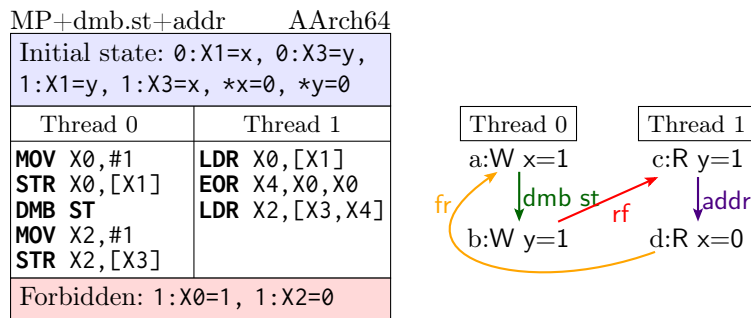 MP+dmb.st+addr AArch64
Initial state: 0:X1=x, 0:X3=y,
1:X1=y, 1:X3=x, *x=0, *y=0
Thread 0 Thread 1
MOV X0,#1 LDR X0,[X1]
STR X0,[X1] EOR X4,X0,X0
DMB ST LDR X2,[X3,X4]
MOV X2,#1
STR X2,[X3]
Forbidden: 1:X0=1, 1:X2=0
Thread 0 Thread 1
a:W x=1 c:R y=1
fr dmb st rf addr
b:W y=1 d:R x=0